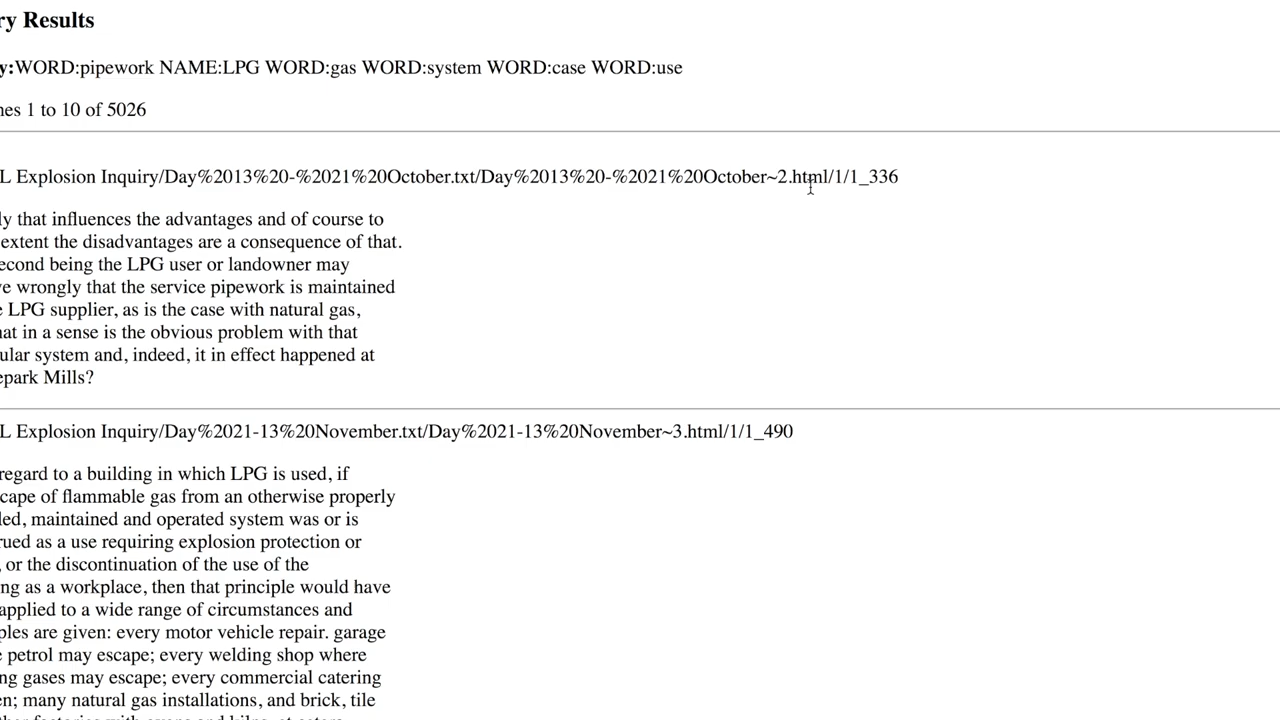 ry Results
y:WORD:pipework NAME:LPG WORD:gas WORD:system WORD:case WORD:use
hes 1 to 10 of 5026
L Explosion Inquiry/Day%2013%20-%2021%20October.txt/Day%2013%20-%2021%20October~2.html/1/1_336
ly that influences the advantages and of course to
extent the disadvantages are a consequence of that.
econd being the LPG user or landowner may
ve wrongly that the service pipework is maintained
e LPG supplier, as is the case with natural gas,
hat in a sense is the obvious problem with that
ular system and, indeed, it in effect happened at
epark Mills?
L Explosion Inquiry/Day%2021-13%20November.txt/Day%2021-13%20November~3.html/1/1_490
regard to a building in which LPG is used, if
cape of flammable gas from an otherwise properly
led, maintained and operated system was or is
rued as a use requiring explosion protection or
, or the discontinuation of the use of the
ng as a workplace, then that principle would have
applied to a wide range of circumstances and
ples are given: every motor vehicle repair. garage
e petrol may escape; every welding shop where
ng gases may escape; every commercial catering
en; many natural gas installations, and brick, tile